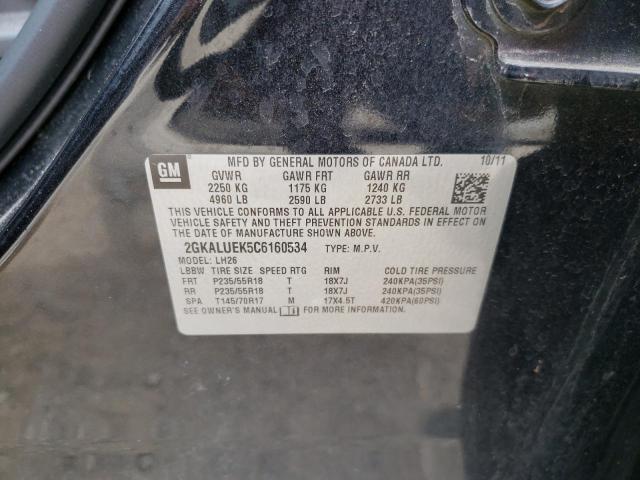 GM
MFD BY GENERAL MOTORS OF CANADA LTD. 10/11
GVWR GAWR FRT GAWR RR
2250 KG 1175 KG 1240 KG
4960 LB 2590 LB 2733 LB
THIS VEHICLE CONFORMS TO ALL APPLICABLE U.S. FEDERAL MOTOR
VEHICLE SAFETY AND THEFT PREVENTION STANDARDS IN EFFECT ON
THE DATE OF MANUFACTURE SHOWN ABOVE.
2GKALUEK5C6160534 TYPE: M.P.V.
MODEL: LH26
LBBW TIRE SIZE SPEED RTG RIM COLD TIRE PRESSURE
FRT P235/55R18 T 18X7J 240KPA(35PSI)
RR P235/55R18 T 18X7J 240KPA(35PSI)
SPA T145/70R17 M 17X4.5T 420KPA(60PSI)
SEE OWNER'S MANUAL FOR MORE INFORMATION.